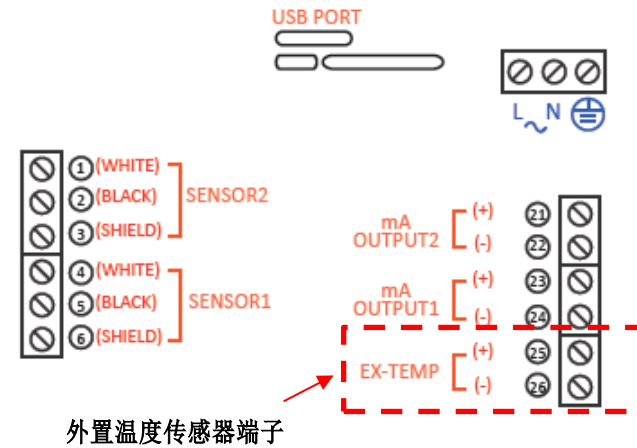 USB PORT
L N
1 (WHITE)
2 (BLACK) SENSOR2
3 (SHIELD)
4 (WHITE)
5 (BLACK) SENSOR1
6 (SHIELD)
mA OUTPUT2
(+) 21
(-) 22
mA OUTPUT1
(+) 23
(-) 24
EX-TEMP
(+) 25
(-) 26
外置温度传感器端子